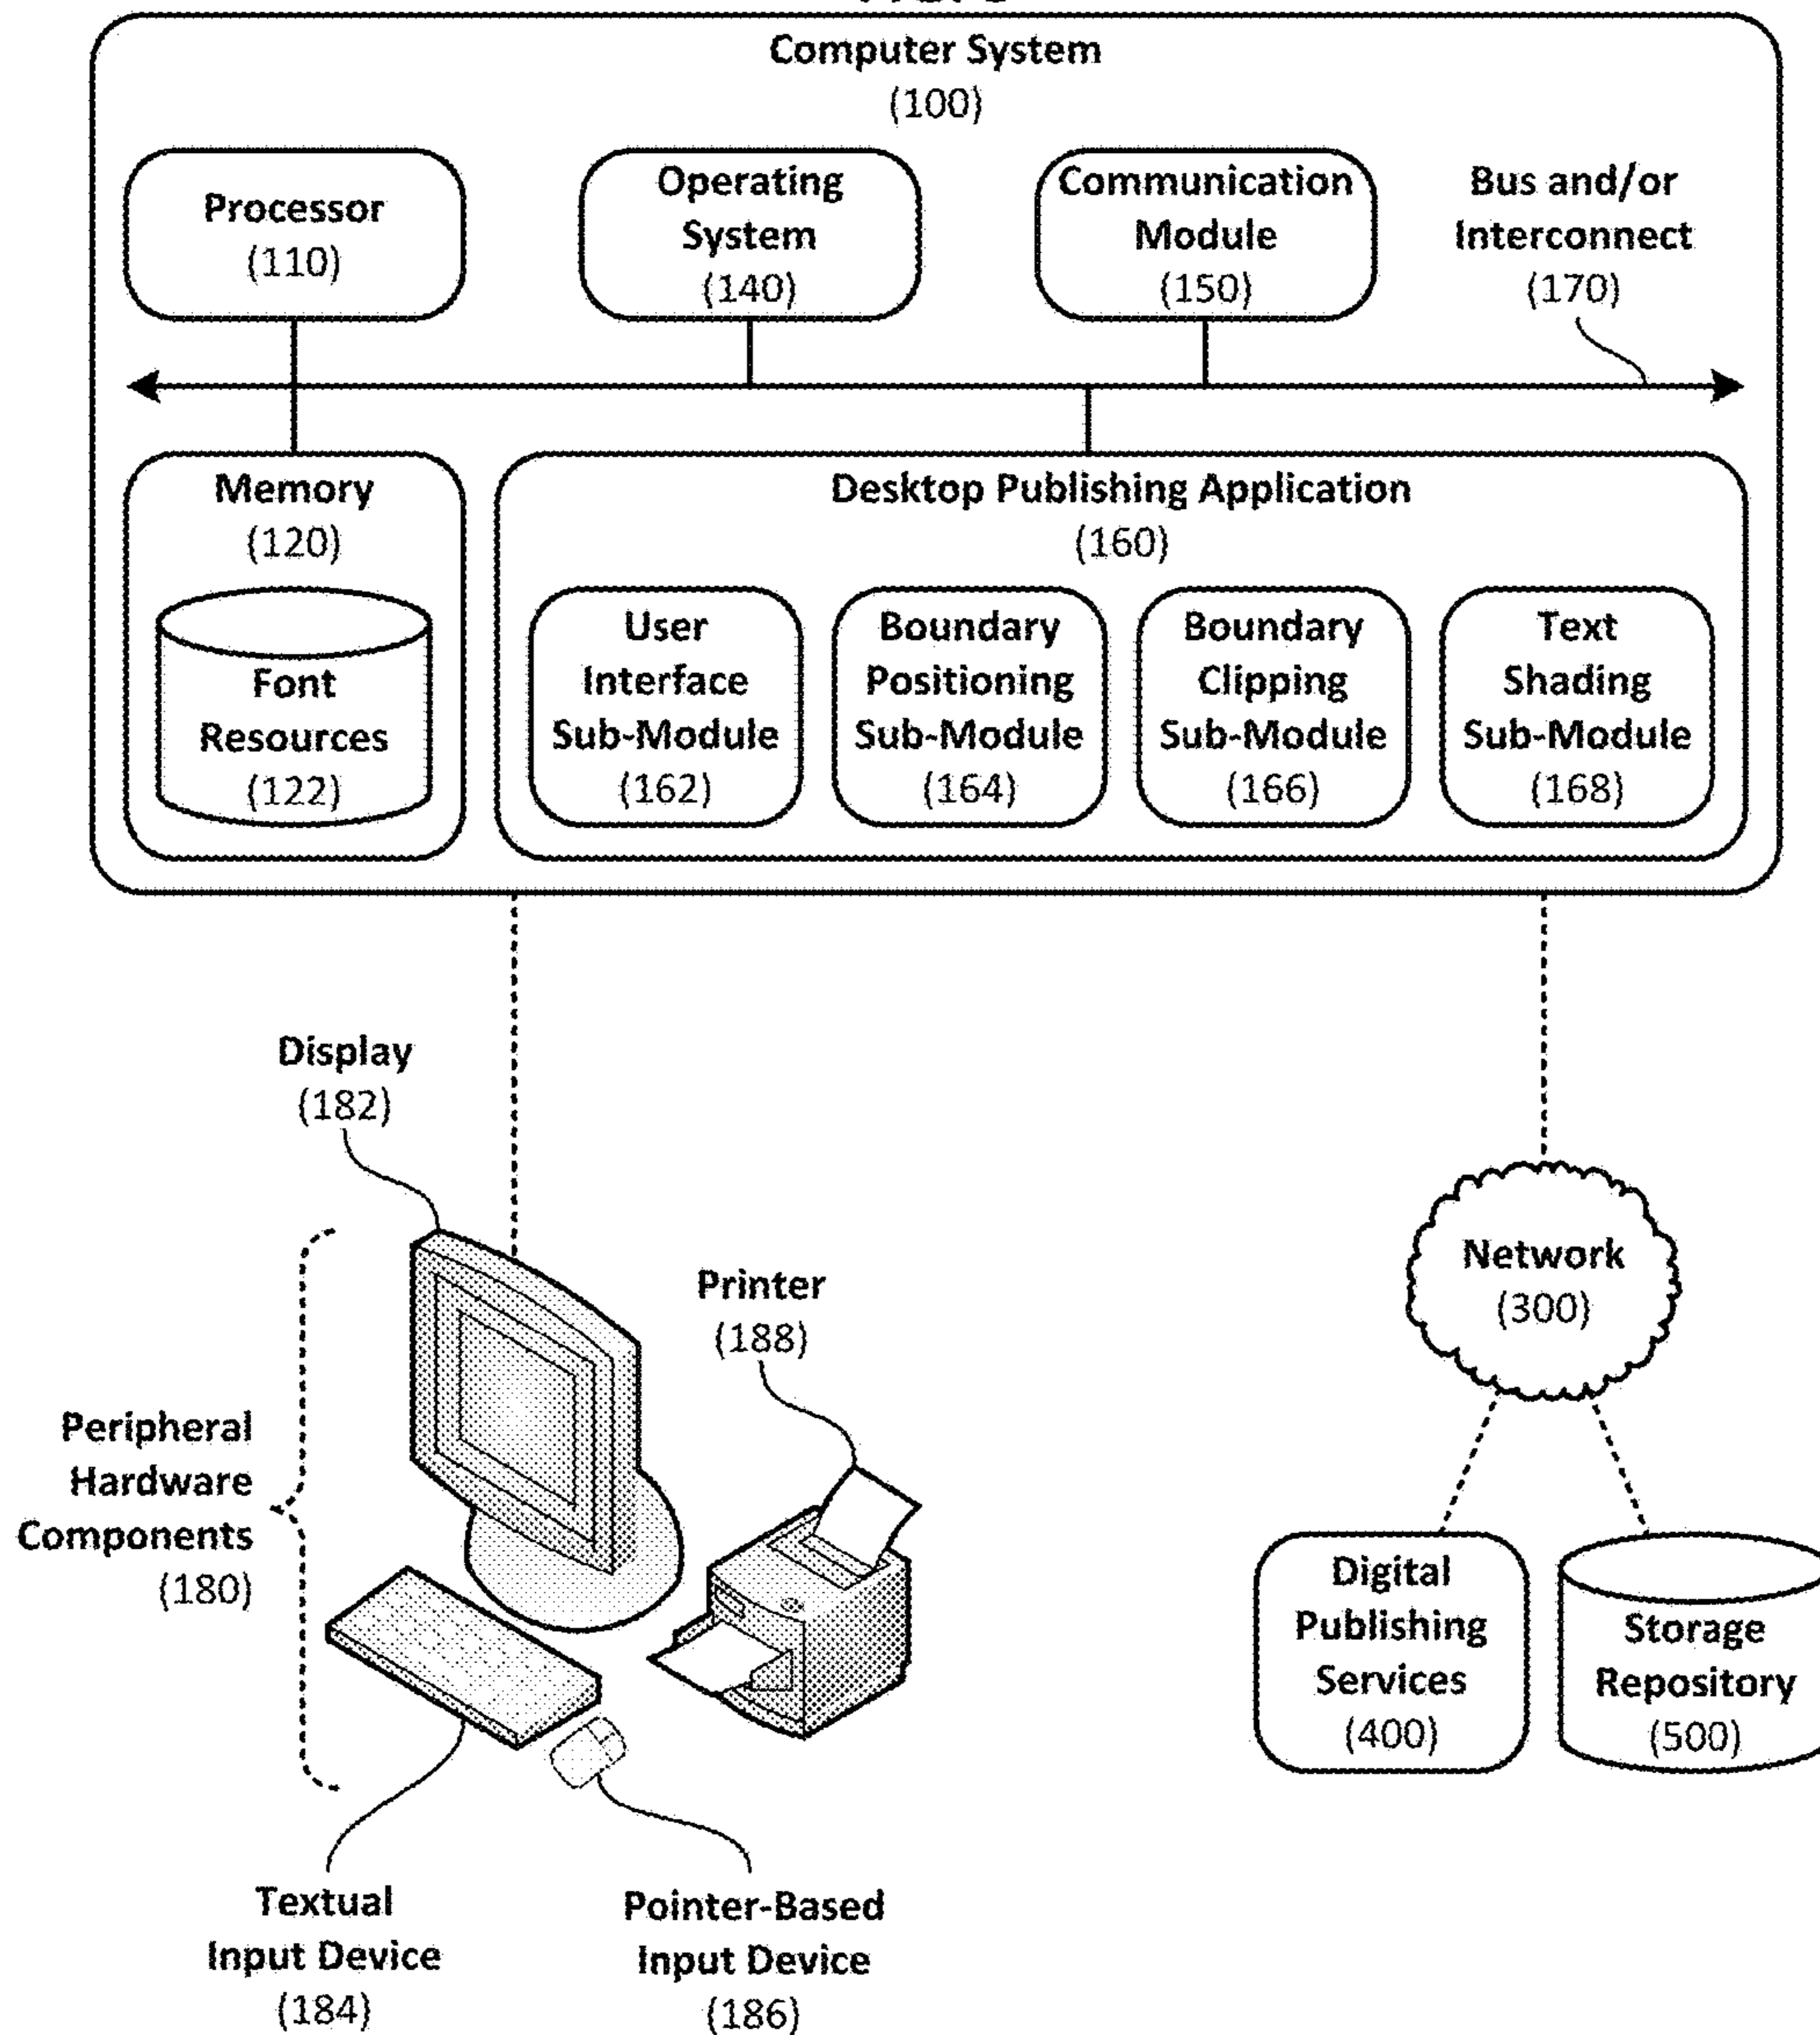 Computer System
(100)
Processor
(110)
Operating
System
(140)
Communication
Module
(150)
Bus and/or
Interconnect
(170)
Memory
(120)
Font
Resources
(122)
Desktop Publishing Application
(160)
User
Interface
Sub-Module
(162)
Boundary
Positioning
Sub-Module
(164)
Boundary
Clipping
Sub-Module
(166)
Text
Shading
Sub-Module
(168)
Display
(182)
Printer
(188)
Peripheral
Hardware
Components
(180)
Textual
Input Device
(184)
Pointer-Based
Input Device
(186)
Network
(300)
Digital
Publishing
Services
(400)
Storage
Repository
(500)